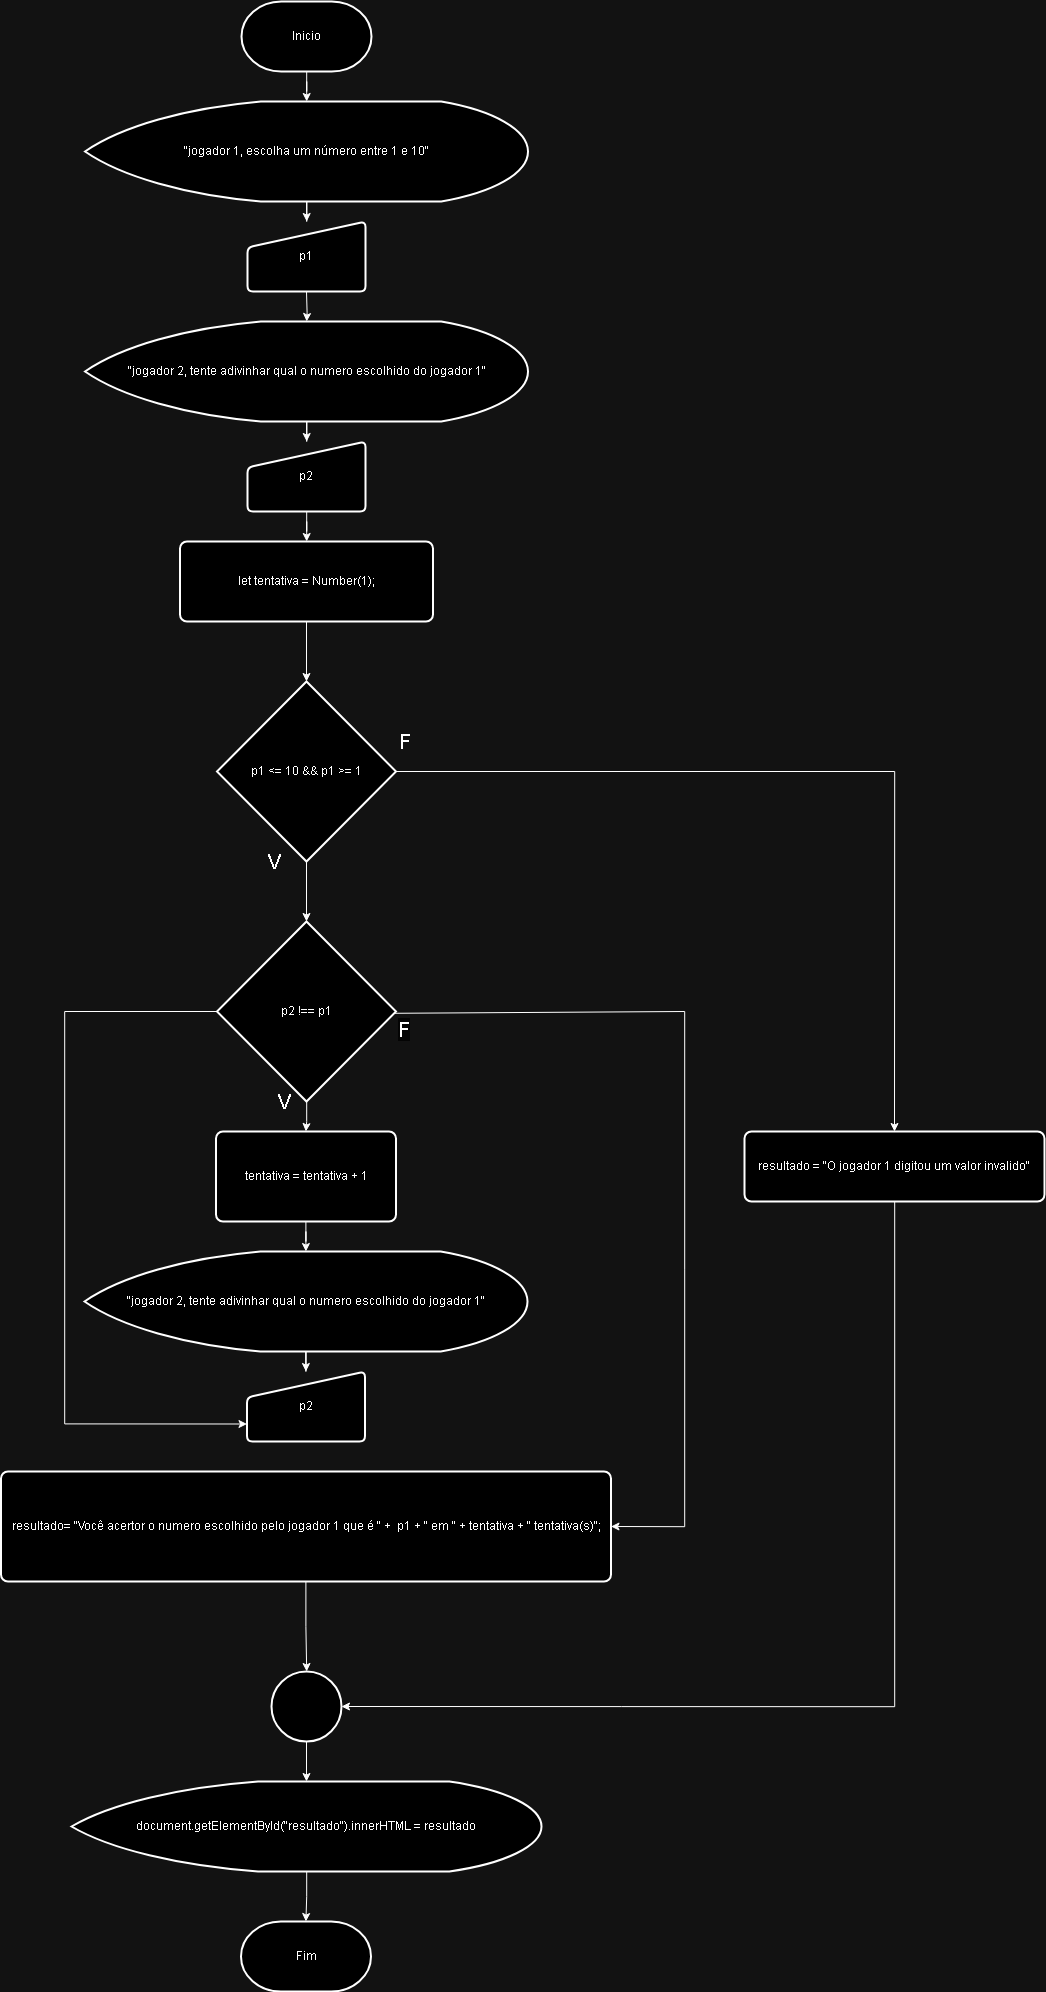 Inicio
"jogador 1, escolha um número entre 1 e 10"
p1
"jogador 2, tente adivinhar qual o numero escolhido do jogador 1"
p2
let tentativa = Number(1);
p1 <= 10 && p1 >= 1
F
V
p2 !== p1
F
V
tentativa = tentativa + 1
resultado = "O jogador 1 digitou um valor invalido"
"jogador 2, tente adivinhar qual o numero escolhido do jogador 1"
p2
resultado= "Você acertor o numero escolhido pelo jogador 1 que é " +  p1 + " em " + tentativa + " tentativa(s)";
document.getElementById("resultado").innerHTML = resultado
Fim